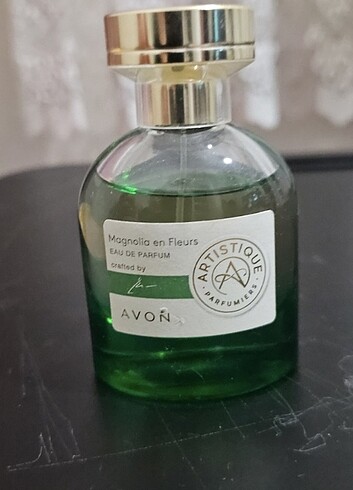 Magnolia en Fleurs
EAU DE PARFUM
crafted by
AVON
ARTISTIQUE
A
PARFUMIERS